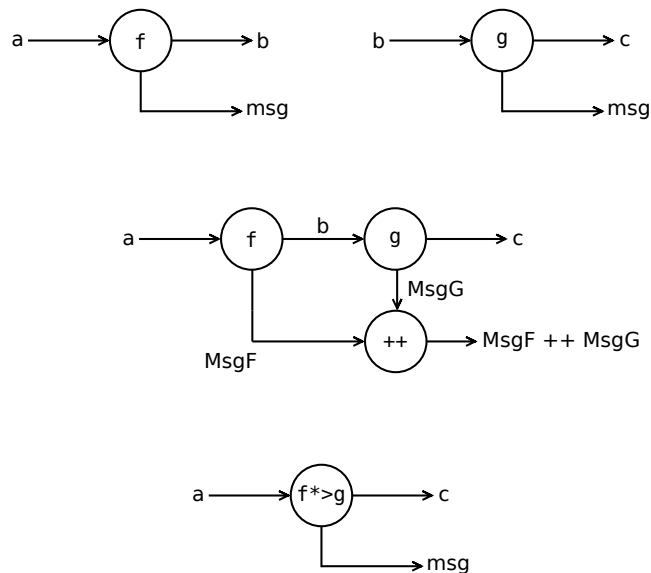 a f b
msg
b g c
msg
a f b g c
MsgG
MsgF ++ MsgF ++ MsgG
a f*>g c
msg